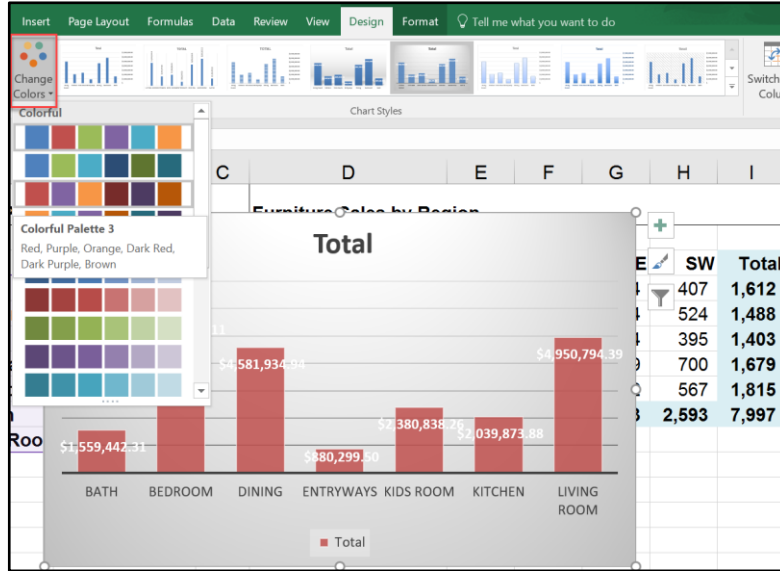 Insert Page Layout Formulas Data Review View Design Format Tell me what you want to do
Change
Colors
Switch
Colu
Chart Styles
Colorful
C D E F G H I
Furniture Sales by Region
Colorful Palette 3
Red, Purple, Orange, Dark Red,
Dark Purple, Brown
Total
E SW Total
407 1,612
524 1,488
395 1,403
700 1,679
567 1,815
2,593 7,997
Roo
$4,581,934.94
$4,950,794.39
$1,559,442.31
$880,299.50
$2,380,838.26
$2,039,873.88
BATH BEDROOM DINING ENTRYWAYS KIDS ROOM KITCHEN LIVING
ROOM
Total